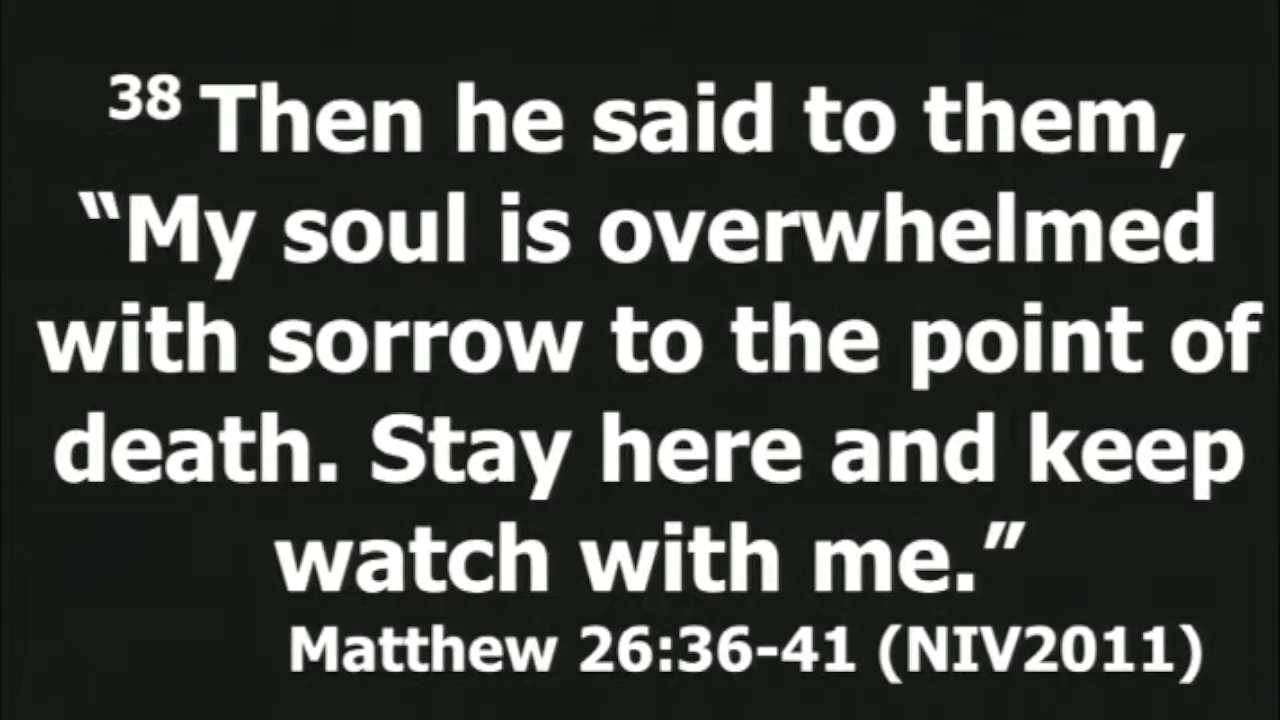 38 Then he said to them,
“My soul is overwhelmed
with sorrow to the point of
death. Stay here and keep
watch with me.”
Matthew 26:36-41 (NIV2011)